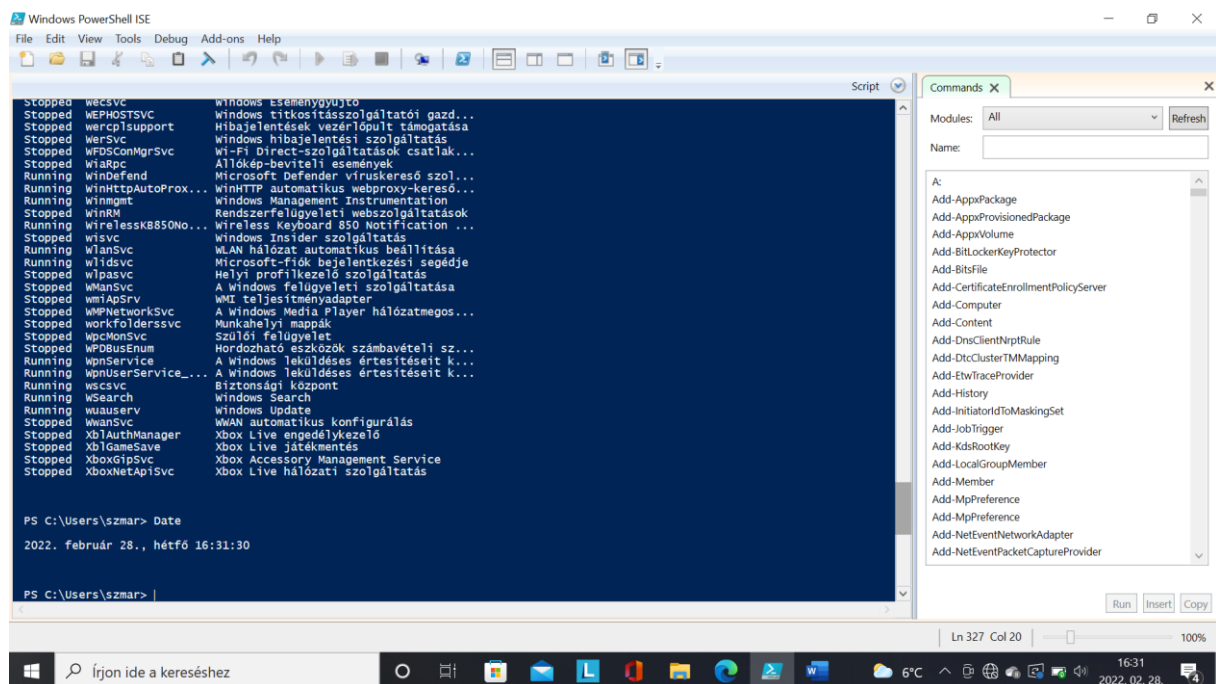 Windows PowerShell ISE
File Edit View Tools Debug Add-ons Help
Script
Stopped wecsvc Windows Eseménygyűjtő
Stopped WEPHOSTSVC Windows titkosításszolgáltatói gazd...
Stopped wercplsupport Hibajelentések vezérlőpult támogatása
Stopped WerSvc Windows hibajelentési szolgáltatás
Stopped WFDSConMgrSvc Wi-Fi Direct-szolgáltatások csatlak...
Stopped WiaRpc Állókép-beviteli események
Running WinDefend Microsoft Defender víruskereső szol...
Running WinHttpAutoProx... WinHTTP automatikus webproxy-kereső...
Running Winmgmt Windows Management Instrumentation
Stopped WinRM Rendszerfelügyeleti webszolgáltatások
Running WirelessKB850No... Wireless Keyboard 850 Notification ...
Stopped wisvc Windows Insider szolgáltatás
Running WlanSvc WLAN hálózat automatikus beállítása
Running wlidsvc Microsoft-fiók bejelentkezési segédje
Stopped wlpasvc Helyi profilkezelő szolgáltatás
Stopped WManSvc A Windows felügyeleti szolgáltatása
Stopped wmiApSrv WMI teljesítményadapter
Stopped WMPNetworkSvc A Windows Media Player hálózatmegos...
Stopped workfolderssvc Munkahelyi mappák
Stopped WpcMonSvc Szülői felügyelet
Stopped WPDBusEnum Hordozható eszközök számbavételi sz...
Running WpnService A Windows leküldéses értesítéseit k...
Running WpnUserService_... A Windows leküldéses értesítéseit k...
Running wscsvc Biztonsági központ
Running WSearch Windows Search
Running wuauserv Windows Update
Stopped WwanSvc WWAN automatikus konfigurálás
Stopped XblAuthManager Xbox Live engedélykezelő
Stopped XblGameSave Xbox Live játékmentés
Stopped XboxGipSvc Xbox Accessory Management Service
Stopped XboxNetApiSvc Xbox Live hálózati szolgáltatás
PS C:\Users\szmar> Date
2022. február 28., hétfő 16:31:30
PS C:\Users\szmar>
Commands
Modules: All Refresh
Name:
A:
Add-AppxPackage
Add-AppxProvisionedPackage
Add-AppxVolume
Add-BitLockerKeyProtector
Add-BitsFile
Add-CertificateEnrollmentPolicyServer
Add-Computer
Add-Content
Add-DnsClientNrptRule
Add-DtcClusterTMMapping
Add-EtwTraceProvider
Add-History
Add-InitiatorIdToMaskingSet
Add-JobTrigger
Add-KdsRootKey
Add-LocalGroupMember
Add-Member
Add-MpPreference
Add-MpPreference
Add-NetEventNetworkAdapter
Add-NetEventPacketCaptureProvider
Run Insert Copy
Ln 327 Col 20 100%
Írjon ide a kereséshez
L
W
6°C
16:31
2022. 02. 28.
4